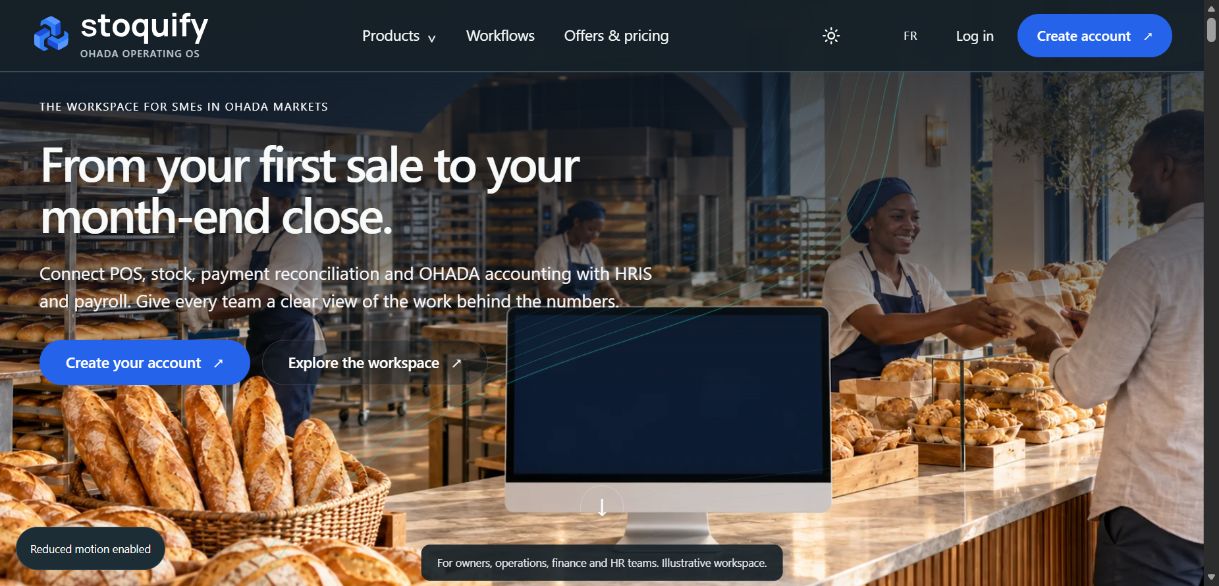 stoquify
OHADA OPERATING OS
Products
Workflows
Offers & pricing
FR
Log in
Create account ↗
THE WORKSPACE FOR SMEs IN OHADA MARKETS
From your first sale to your
month-end close.
Connect POS, stock, payment reconciliation and OHADA accounting with HRIS
and payroll. Give every team a clear view of the work behind the numbers.
Create your account ↗
Explore the workspace ↗
Reduced motion enabled
For owners, operations, finance and HR teams. Illustrative workspace.